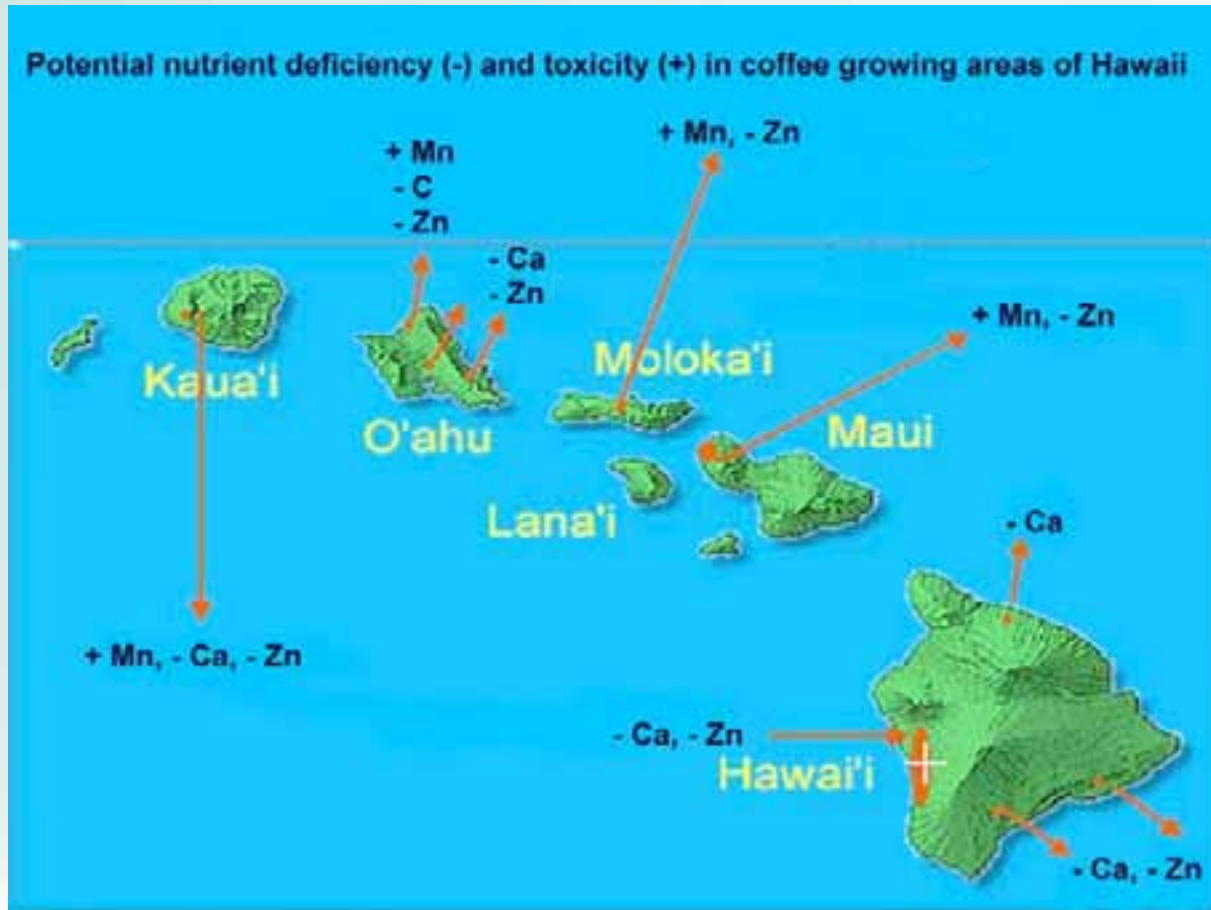 Potential nutrient deficiency (-) and toxicity (+) in coffee growing areas of Hawaii
+ Mn, - Zn
+ Mn
- C
- Zn
- Ca
- Zn
+ Mn, - Zn
Kaua'i
O'ahu
Moloka'i
Maui
Lana'i
- Ca
+ Mn, - Ca, - Zn
- Ca, - Zn
Hawai'i
- Ca, - Zn